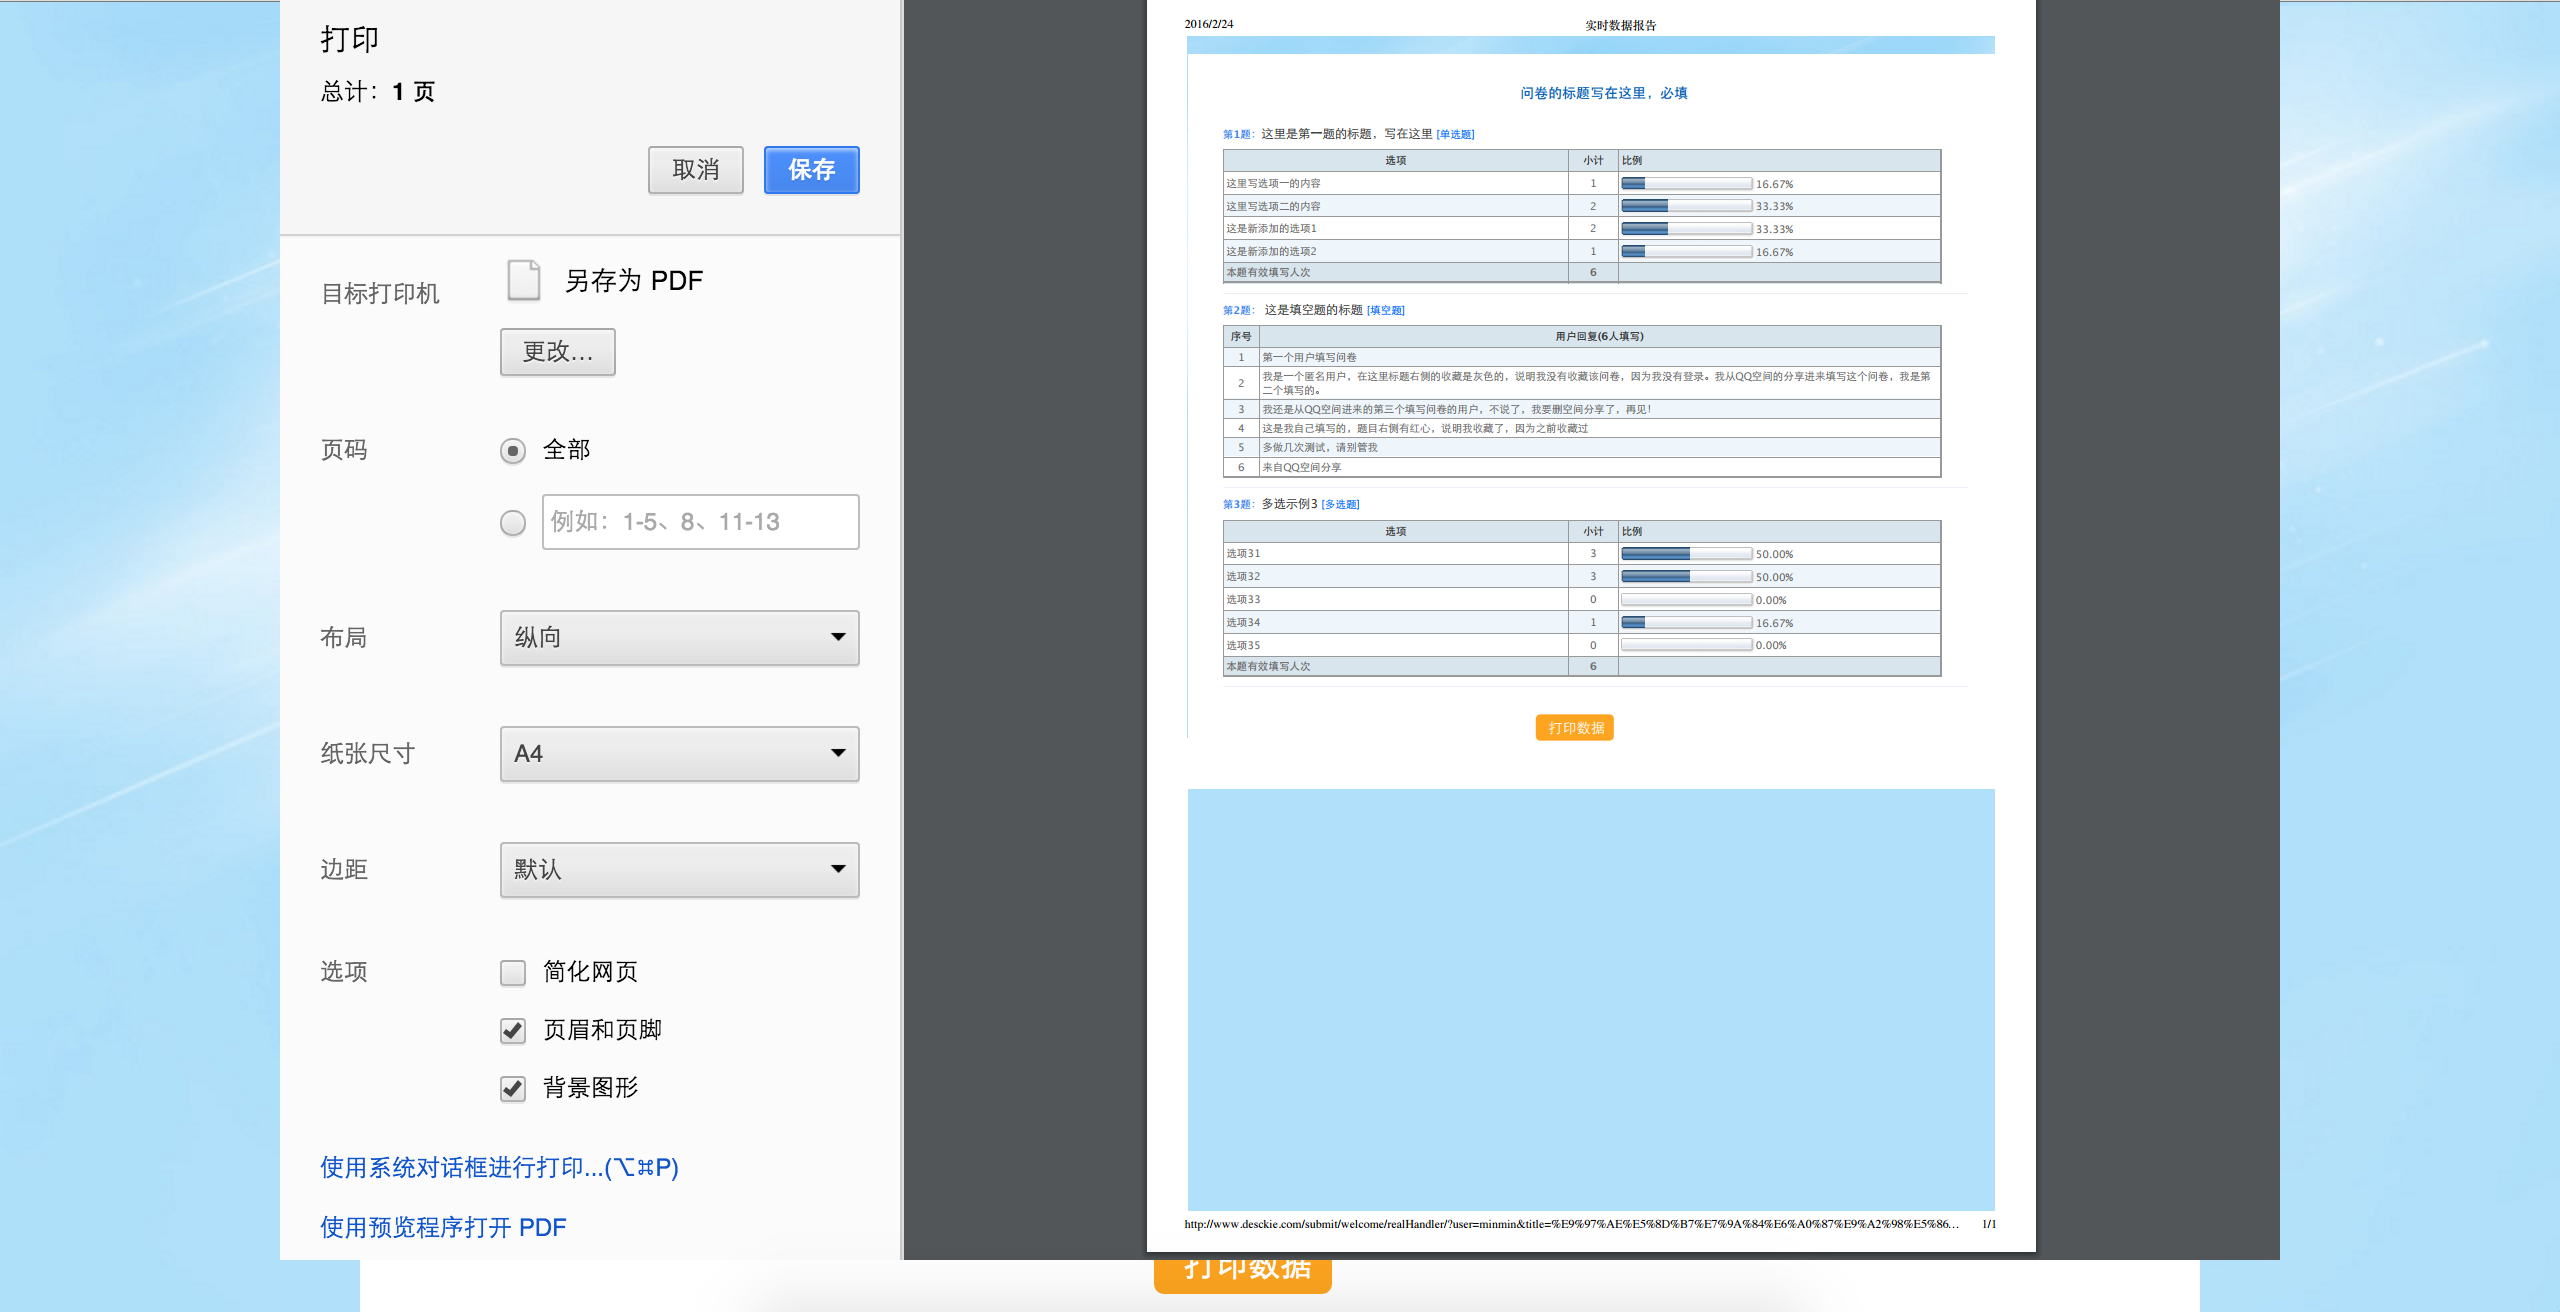 打印
总计：1 页
取消 保存
目标打印机 另存为 PDF
更改...
页码 全部
例如：1-5、8、11-13
布局 纵向
纸张尺寸 A4
边距 默认
选项 简化网页
页眉和页脚
背景图形
使用系统对话框进行打印...(⌥⌘P)
使用预览程序打开 PDF
2016/2/24 实时数据报告
问卷的标题写在这里，必填
第1题：这里是第一题的标题，写在这里 [单选题]
选项 小计 比例
这里写选项一的内容 1 16.67%
这里写选项二的内容 2 33.33%
这是新添加的选项1 2 33.33%
这是新添加的选项2 1 16.67%
本题有效填写人次 6
第2题： 这是填空题的标题 [填空题]
序号 用户回复(6人填写)
1 第一个用户填写问卷
2 我是一个匿名用户，在这里标题右侧的收藏是灰色的，说明我没有收藏该问卷，因为我没有登录。我从QQ空间的分享进来填写这个问卷，我是第
二个填写的。
3 我还是从QQ空间进来的第三个填写问卷的用户，不说了，我要删空间分享了，再见！
4 这是我自己填写的，题目右侧有红心，说明我收藏了，因为之前收藏过
5 多做几次测试，请别管我
6 来自QQ空间分享
第3题：多选示例3 [多选题]
选项 小计 比例
选项31 3 50.00%
选项32 3 50.00%
选项33 0 0.00%
选项34 1 16.67%
选项35 0 0.00%
本题有效填写人次 6
打印数据
http://www.desckie.com/submit/welcome/realHandler/?user=minmin&title=%E9%97%AE%E5%8D%B7%E7%9A%84%E6%A0%87%E9%A2%98%E5%86... 1/1
打印数据